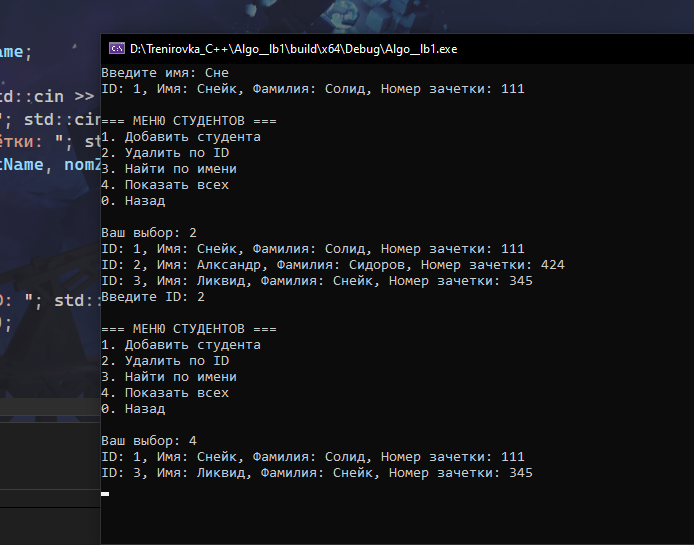 ame;
D:\Trenirovka_C++\Algo__lb1\build\x64\Debug\Algo__lb1.exe
Введите имя: Сне
td::cin >>
ID: 1, Имя: Снейк, Фамилия: Солид, Номер зачетки: 111
"; std::cin
=== МЕНЮ СТУДЕНТОВ ===
ётки: "; st
1. Добавить студента
2. Удалить по ID
tName, nomZ
3. Найти по имени
4. Показать всех
0. Назад
Ваш выбор: 2
ID: 1, Имя: Снейк, Фамилия: Солид, Номер зачетки: 111
ID: 2, Имя: Алксандр, Фамилия: Сидоров, Номер зачетки: 424
ID: 3, Имя: Ликвид, Фамилия: Снейк, Номер зачетки: 345
D: "; std::
Введите ID: 2
);
=== МЕНЮ СТУДЕНТОВ ===
1. Добавить студента
2. Удалить по ID
3. Найти по имени
4. Показать всех
0. Назад
Ваш выбор: 4
ID: 1, Имя: Снейк, Фамилия: Солид, Номер зачетки: 111
ID: 3, Имя: Ликвид, Фамилия: Снейк, Номер зачетки: 345